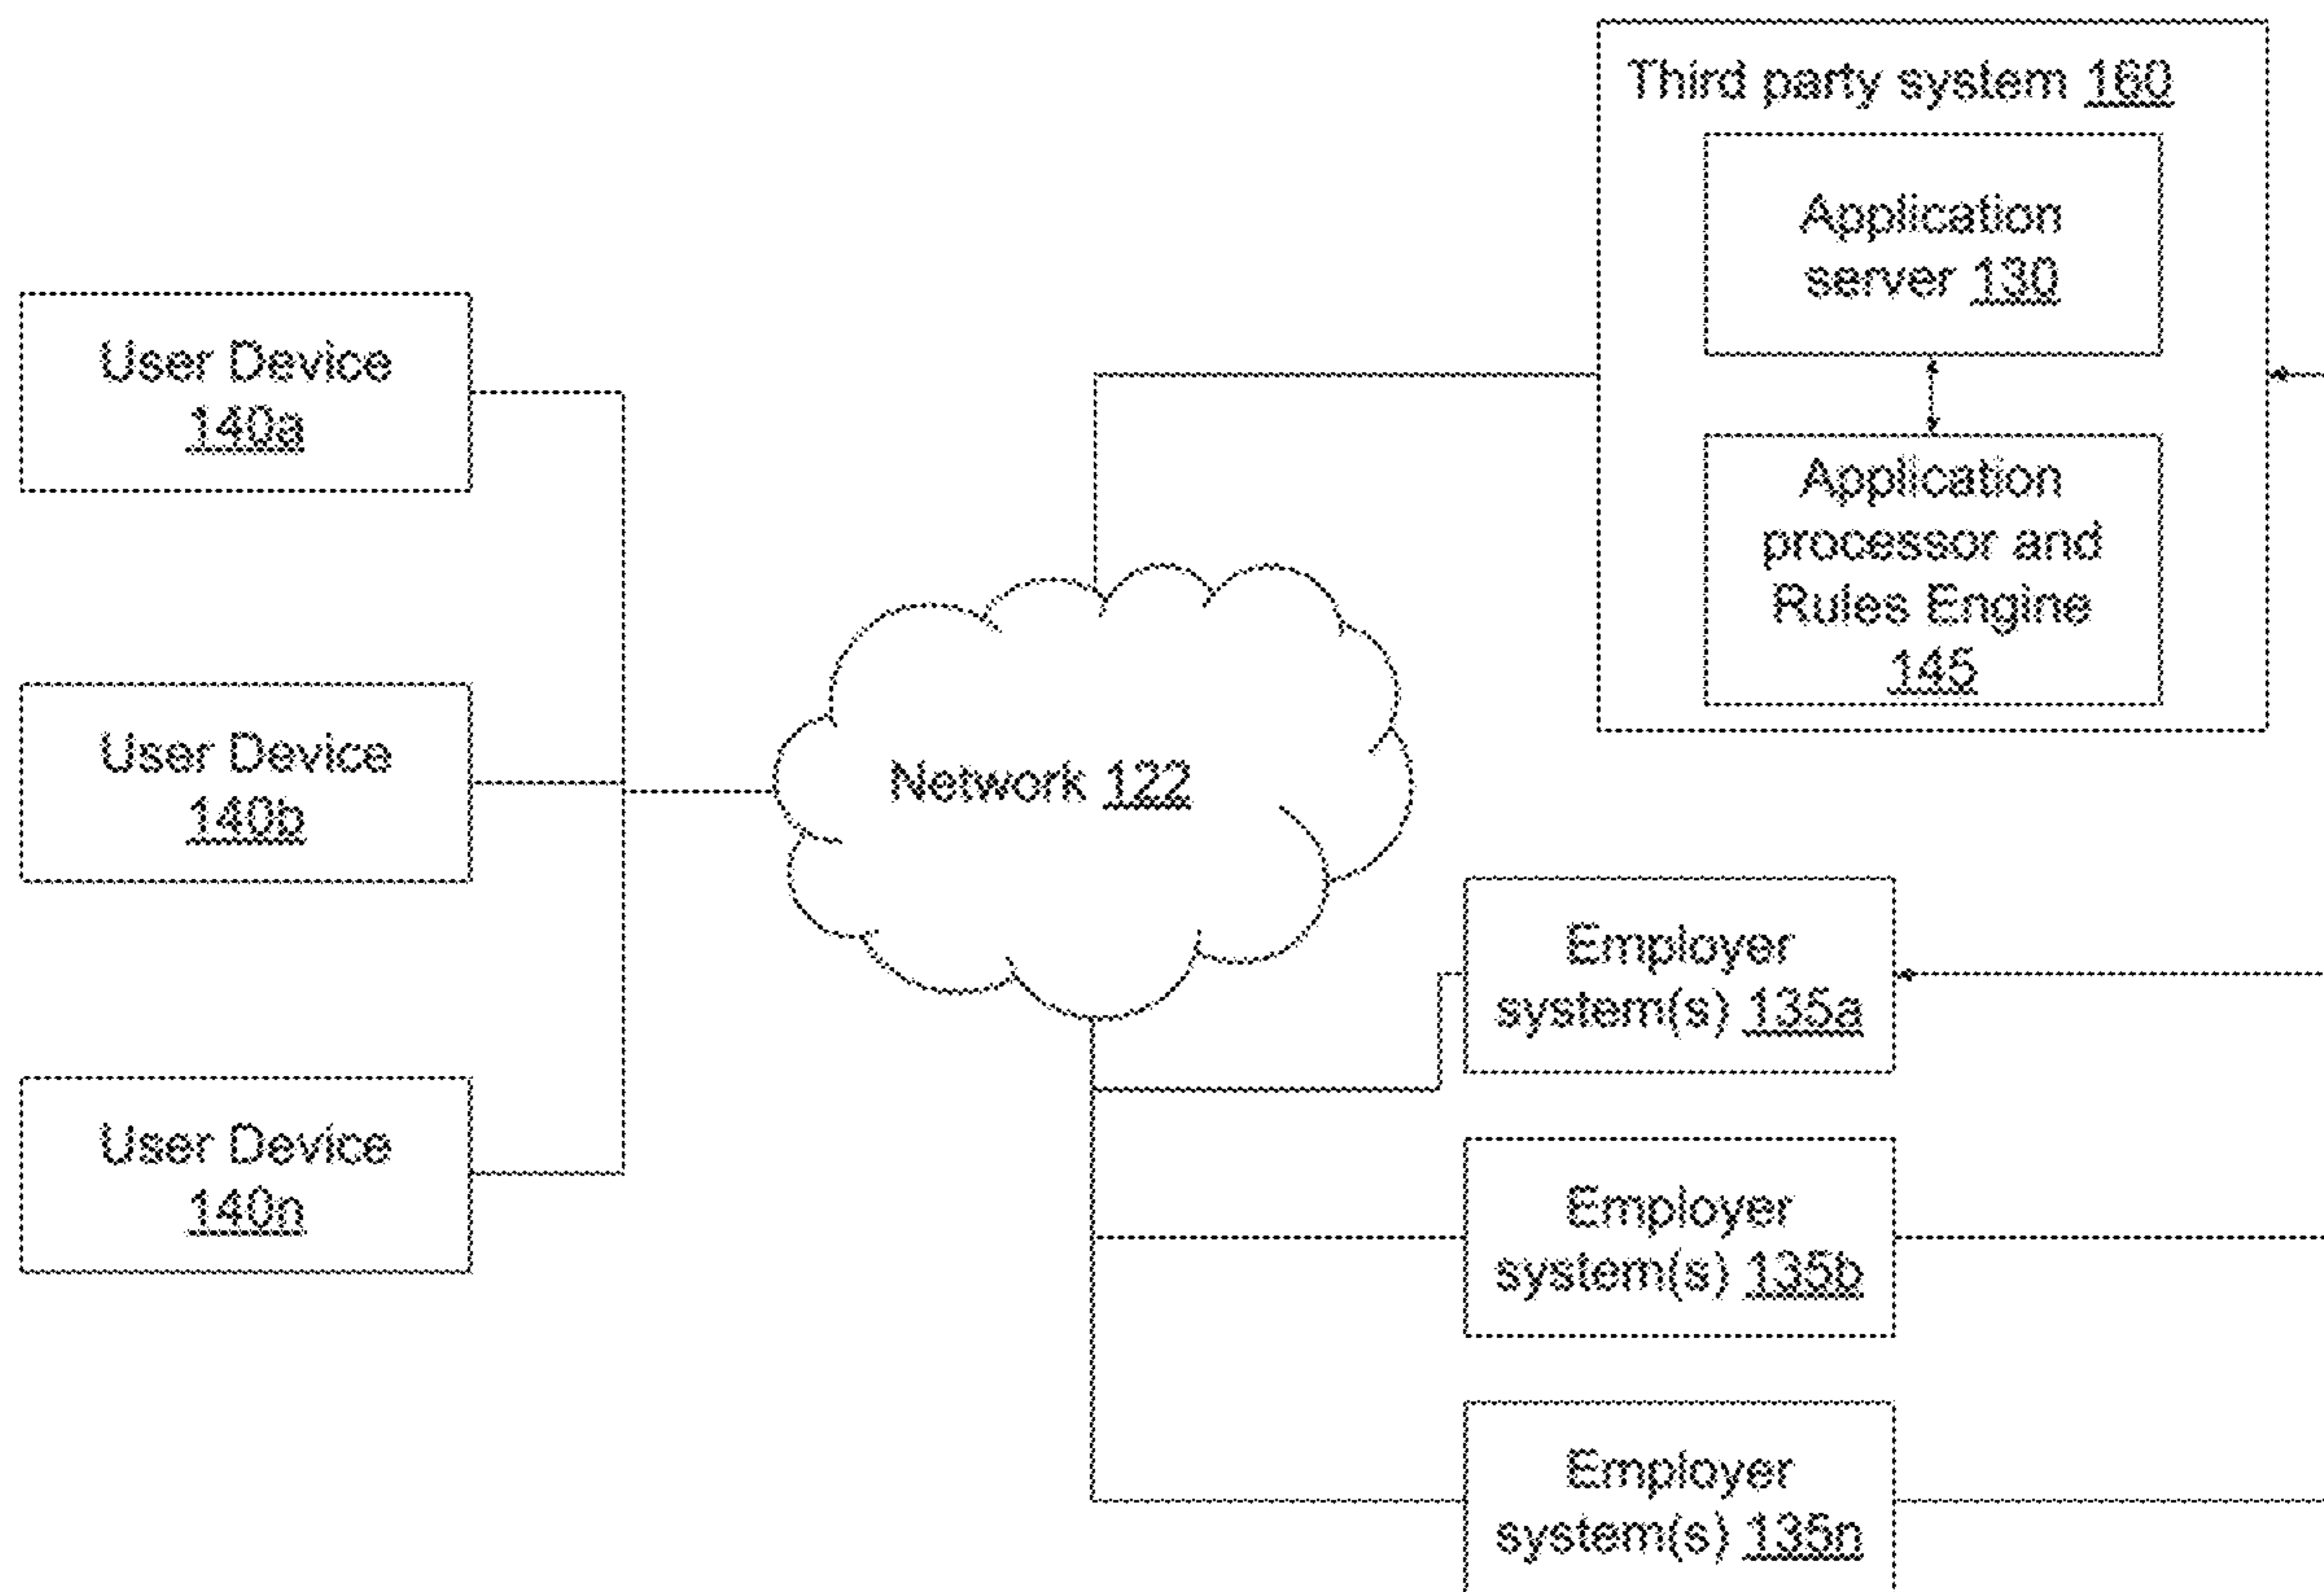 Third party system 160
Application
server 130
Application
processor and
Rules Engine
145
User Device
140a
User Device
140b
User Device
140n
Network 122
Employer
system(s) 135a
Employer
system(s) 135b
Employer
system(s) 135n